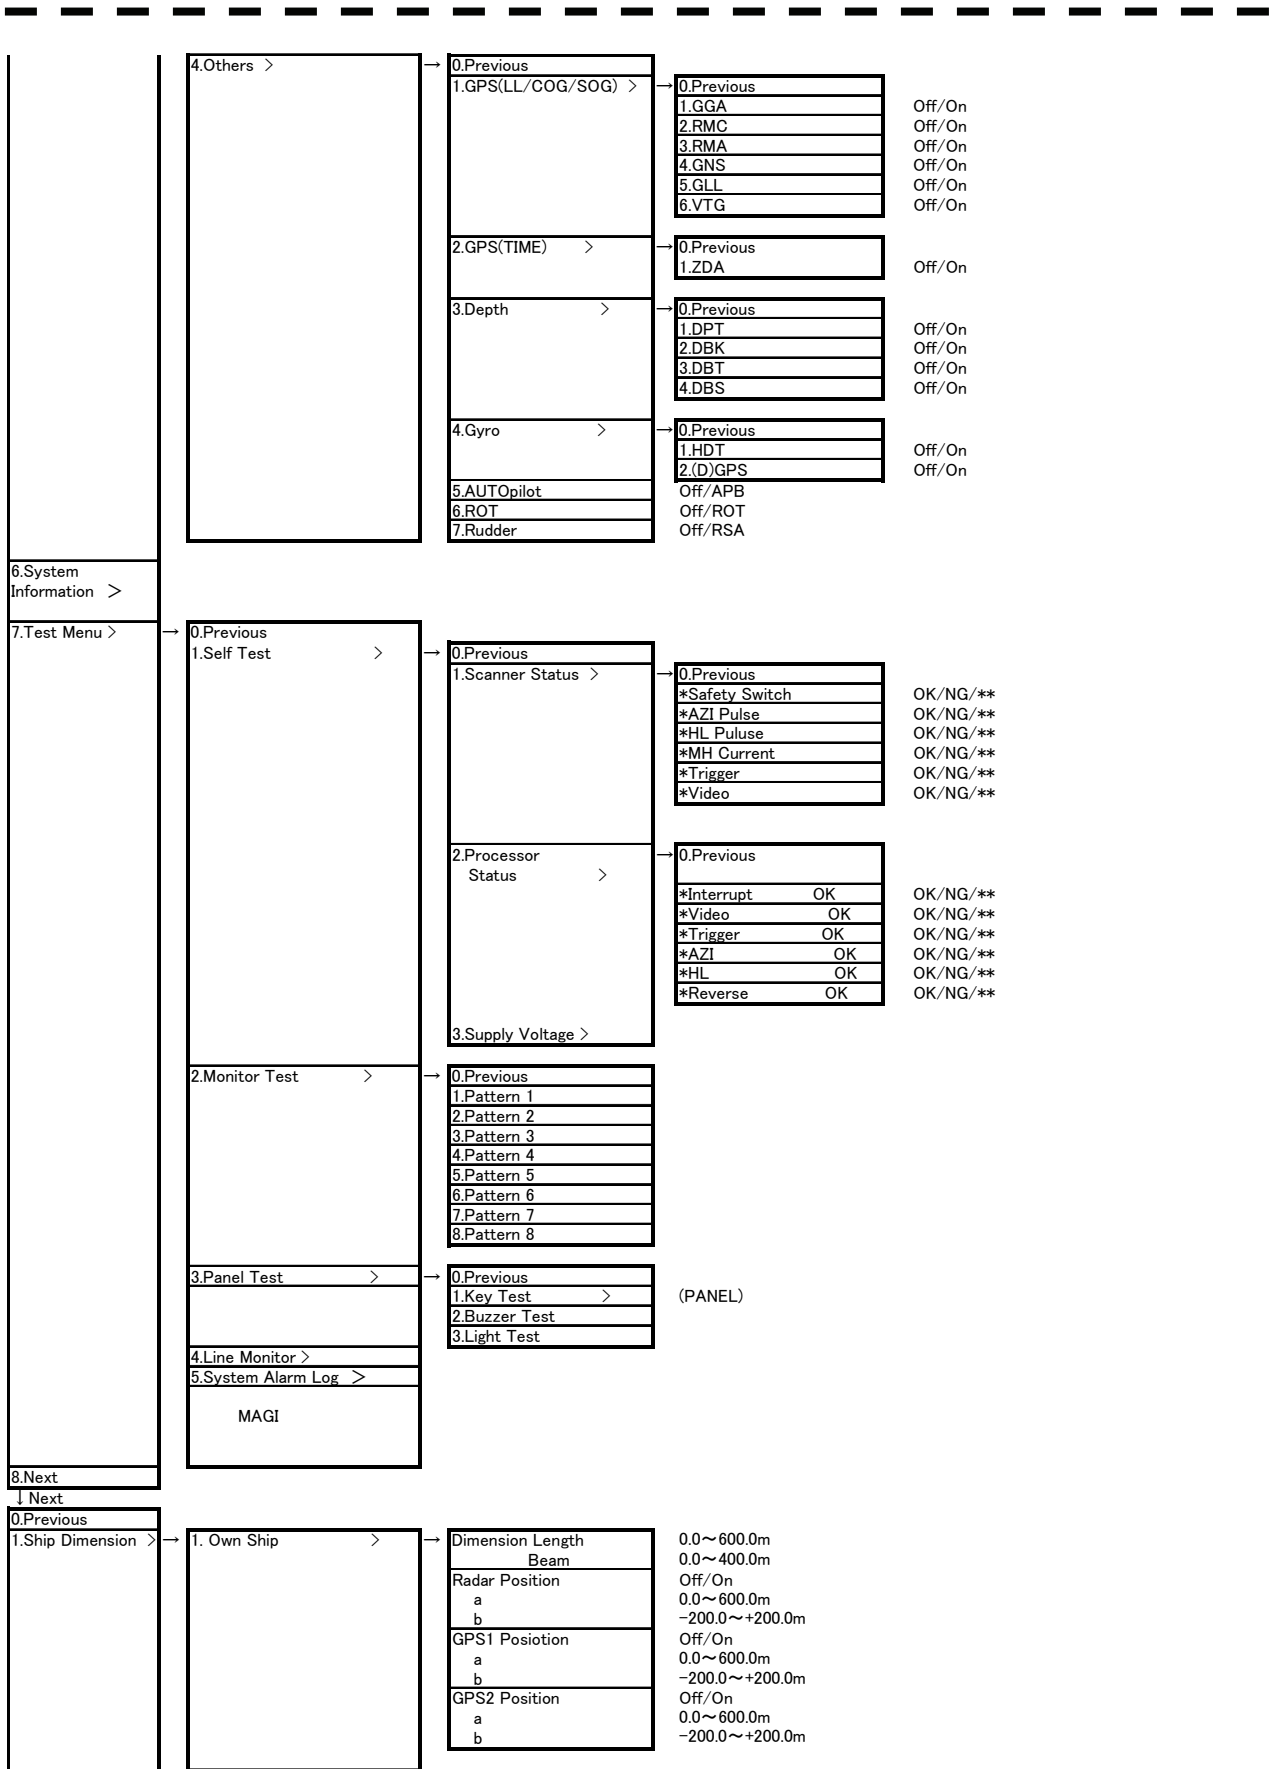 4.Others > → 0.Previous
1.GPS(LL/COG/SOG) > → 0.Previous
1.GGA Off/On
2.RMC Off/On
3.RMA Off/On
4.GNS Off/On
5.GLL Off/On
6.VTG Off/On
2.GPS(TIME) > → 0.Previous
1.ZDA Off/On
3.Depth > → 0.Previous
1.DPT Off/On
2.DBK Off/On
3.DBT Off/On
4.DBS Off/On
4.Gyro > → 0.Previous
1.HDT Off/On
2.(D)GPS Off/On
5.AUTOpilot Off/APB
6.ROT Off/ROT
7.Rudder Off/RSA
6.System
Information >
7.Test Menu > → 0.Previous
1.Self Test > → 0.Previous
1.Scanner Status > → 0.Previous
*Safety Switch OK/NG/**
*AZI Pulse OK/NG/**
*HL Puluse OK/NG/**
*MH Current OK/NG/**
*Trigger OK/NG/**
*Video OK/NG/**
2.Processor → 0.Previous
Status >
*Interrupt OK OK/NG/**
*Video OK OK/NG/**
*Trigger OK OK/NG/**
*AZI OK OK/NG/**
*HL OK OK/NG/**
*Reverse OK OK/NG/**
3.Supply Voltage >
2.Monitor Test > → 0.Previous
1.Pattern 1
2.Pattern 2
3.Pattern 3
4.Pattern 4
5.Pattern 5
6.Pattern 6
7.Pattern 7
8.Pattern 8
3.Panel Test > → 0.Previous
1.Key Test > (PANEL)
2.Buzzer Test
3.Light Test
4.Line Monitor >
5.System Alarm Log >
MAGI
8.Next
↓ Next
0.Previous
1.Ship Dimension > → 1. Own Ship > → Dimension Length 0.0～600.0m
Beam 0.0～400.0m
Radar Position Off/On
a 0.0～600.0m
b -200.0～+200.0m
GPS1 Posiotion Off/On
a 0.0～600.0m
b -200.0～+200.0m
GPS2 Position Off/On
a 0.0～600.0m
b -200.0～+200.0m